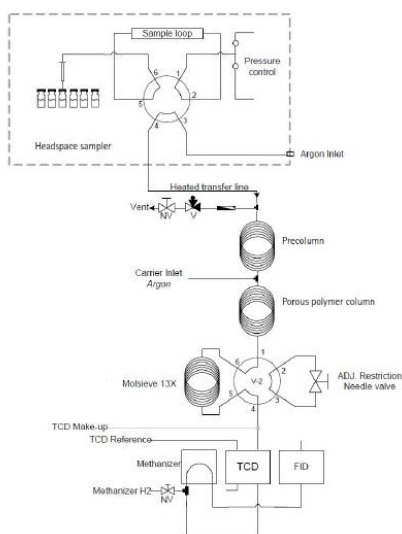 Sample loop
6
1
Pressure
control
5
2
4
3
Headspace sampler
Argon Inlet
Heated transfer line
Vent
NV
V
Precolumn
Carrier Inlet
Argon
Porous polymer column
1
6
2
V-2
ADJ. Restriction
Needle valve
Molsieve 13X
5
3
4
TCD Make-up
TCD Reference
Methanizer
TCD
FID
Methanizer H2
NV